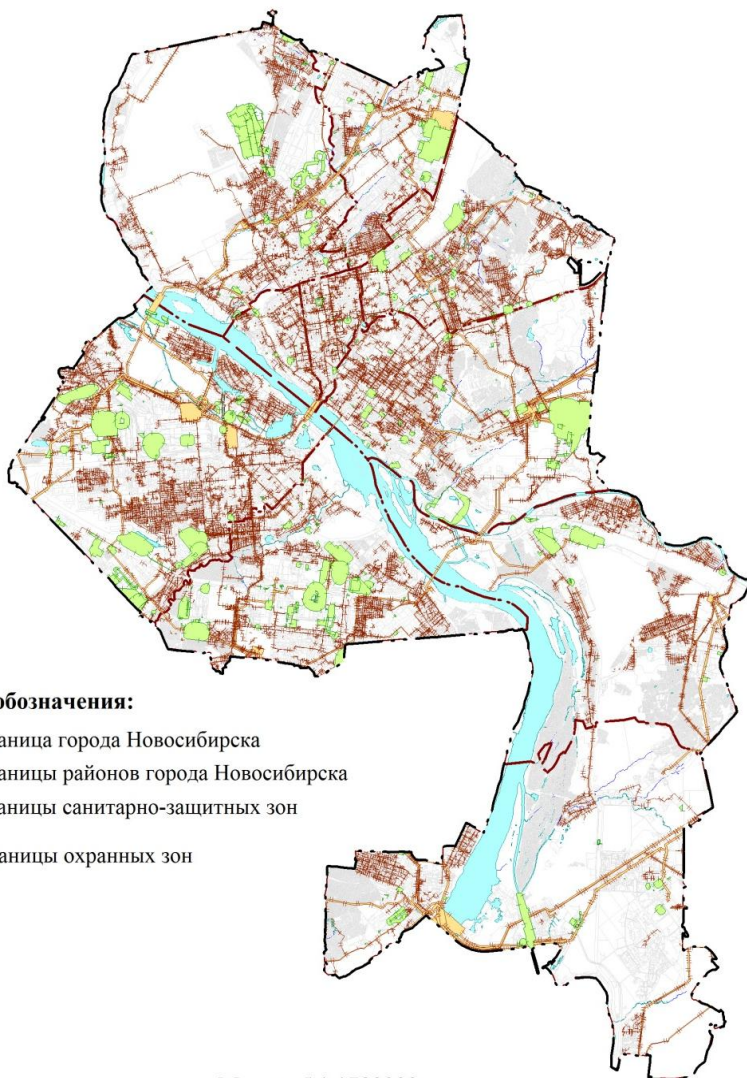 обозначения:
аница города Новосибирска
аницы районов города Новосибирска
аницы санитарно-защитных зон
аницы охранных зон